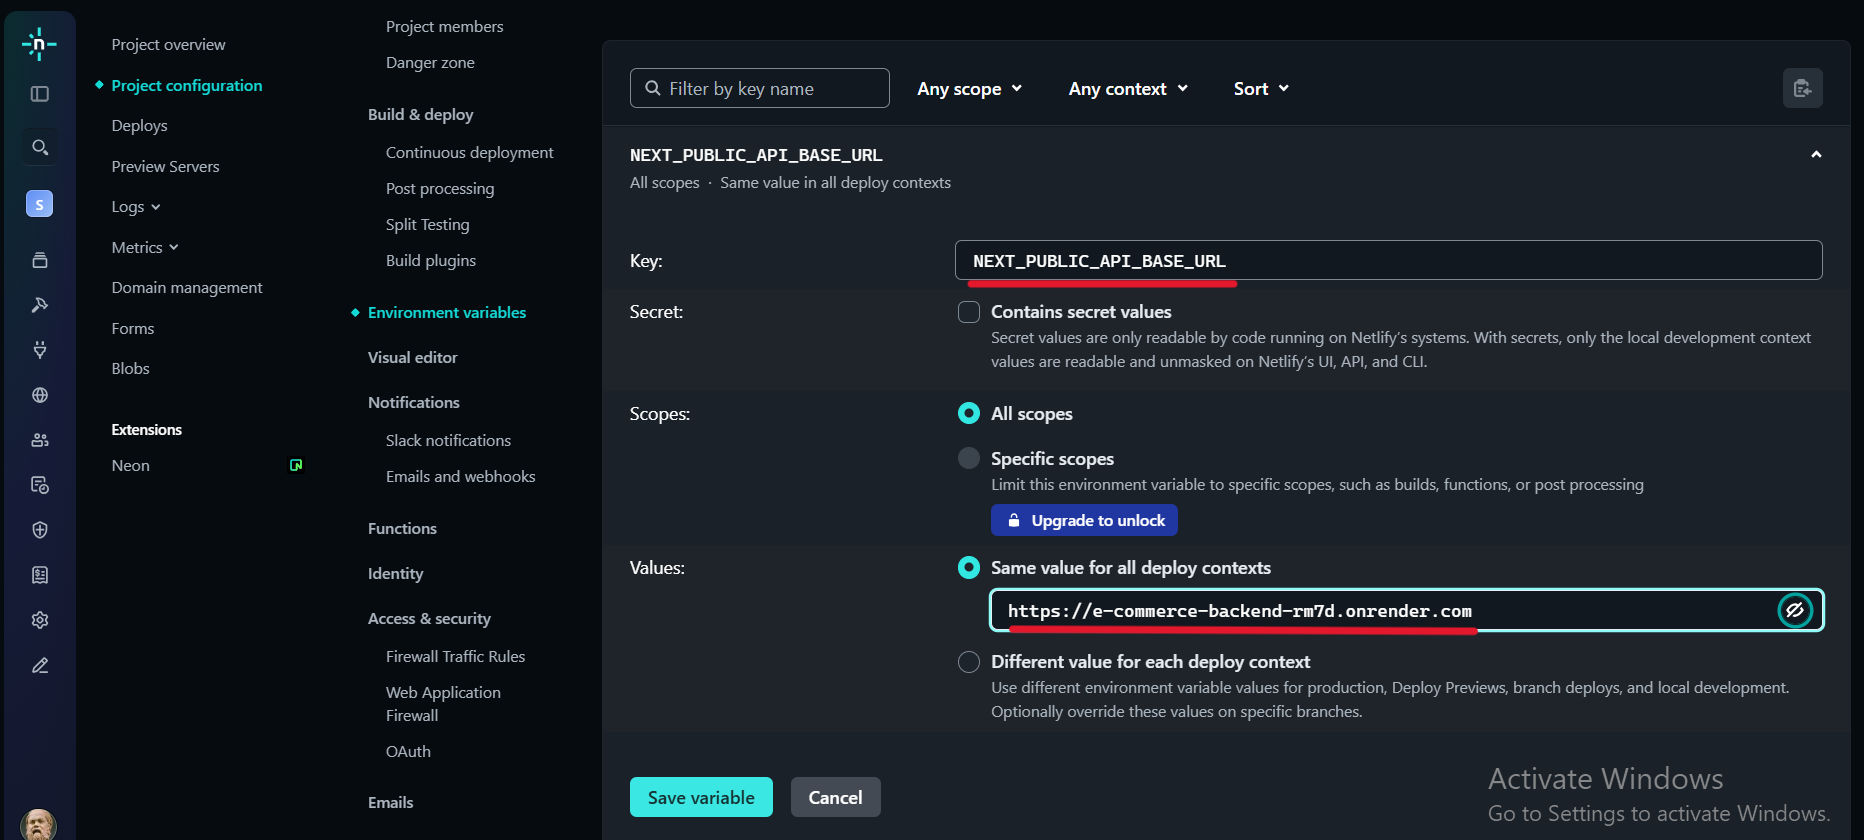 Project overview
Project configuration
Deploys
Preview Servers
Logs
Metrics
Domain management
Forms
Blobs
Extensions
Neon
S
Project members
Danger zone
Build & deploy
Continuous deployment
Post processing
Split Testing
Build plugins
Environment variables
Visual editor
Notifications
Slack notifications
Emails and webhooks
Functions
Identity
Access & security
Firewall Traffic Rules
Web Application
Firewall
OAuth
Emails
Filter by key name
Any scope
Any context
Sort
NEXT_PUBLIC_API_BASE_URL
All scopes · Same value in all deploy contexts
Key:
NEXT_PUBLIC_API_BASE_URL
Secret:
Contains secret values
Secret values are only readable by code running on Netlify’s systems. With secrets, only the local development context
values are readable and unmasked on Netlify’s UI, API, and CLI.
Scopes:
All scopes
Specific scopes
Limit this environment variable to specific scopes, such as builds, functions, or post processing
Upgrade to unlock
Values:
Same value for all deploy contexts
https://e-commerce-backend-rm7d.onrender.com
Different value for each deploy context
Use different environment variable values for production, Deploy Previews, branch deploys, and local development.
Optionally override these values on specific branches.
Save variable
Cancel
Activate Windows
Go to Settings to activate Windows.